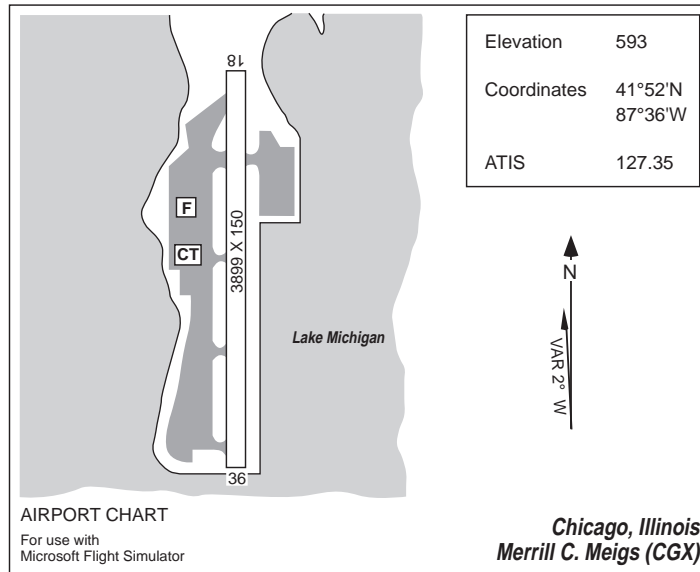 18
F
CT
3899 X 150
Lake Michigan
36
Elevation 593
Coordinates 41°52'N
87°36'W
ATIS 127.35
N
VAR 2° W
AIRPORT CHART
For use with
Microsoft Flight Simulator
Chicago, Illinois
Merrill C. Meigs (CGX)